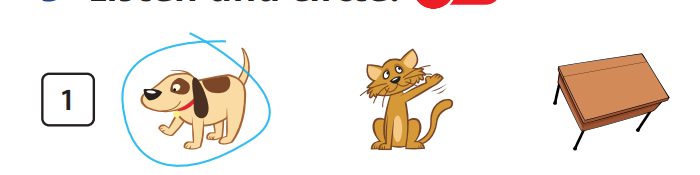 Listen and circle.
1